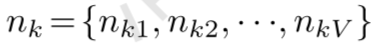 n_k = {n_{k1}, n_{k2}, ⋯, n_{kV}}